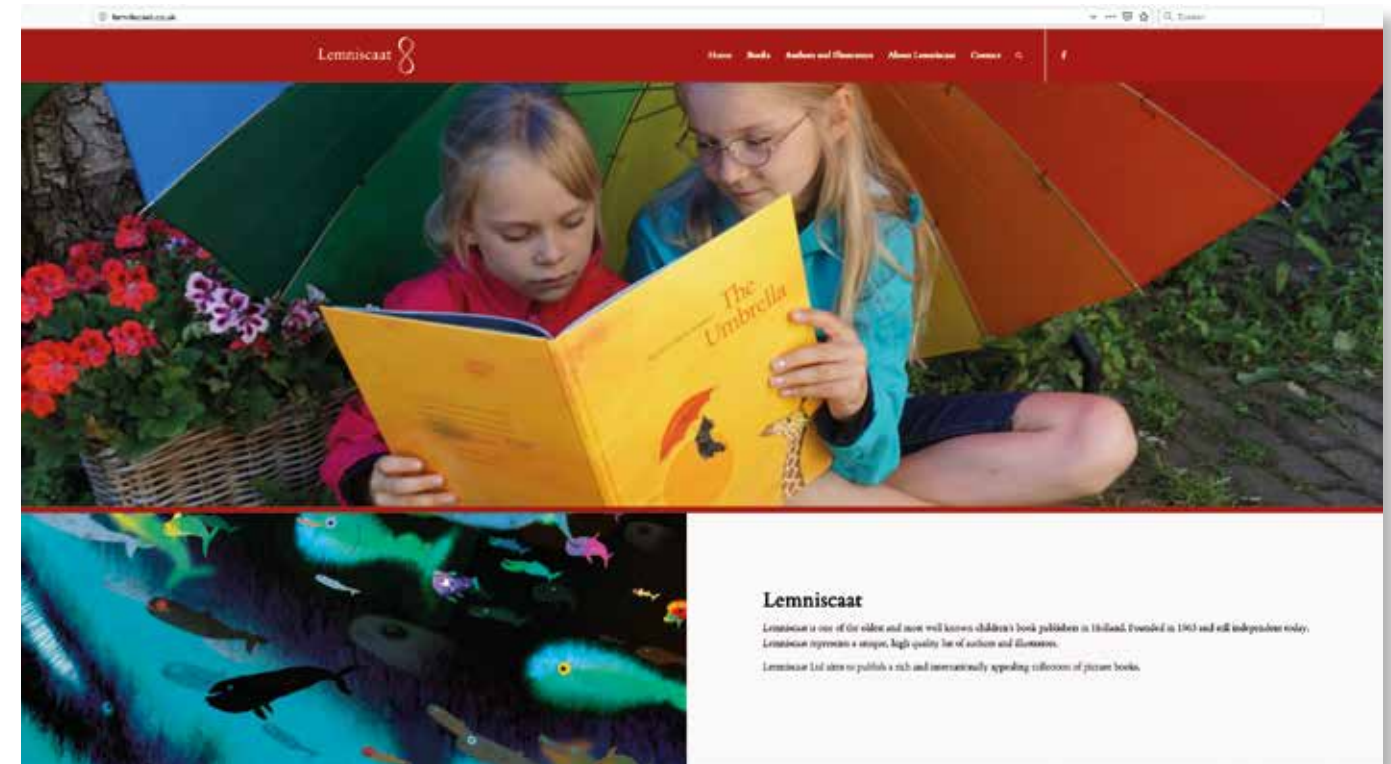 lemniscaat.co.uk
Lemniscaat
Home Books Authors and Illustrators About Lemniscaat Contact f
The
Umbrella
Lemniscaat
Lemniscaat is one of the oldest and most well known children's book publishers in Holland. Founded in 1963 and still independent today.
Lemniscaat represents a unique, high quality list of authors and illustrators.
Lemniscaat Ltd aims to publish a rich and internationally appealing collection of picture books.